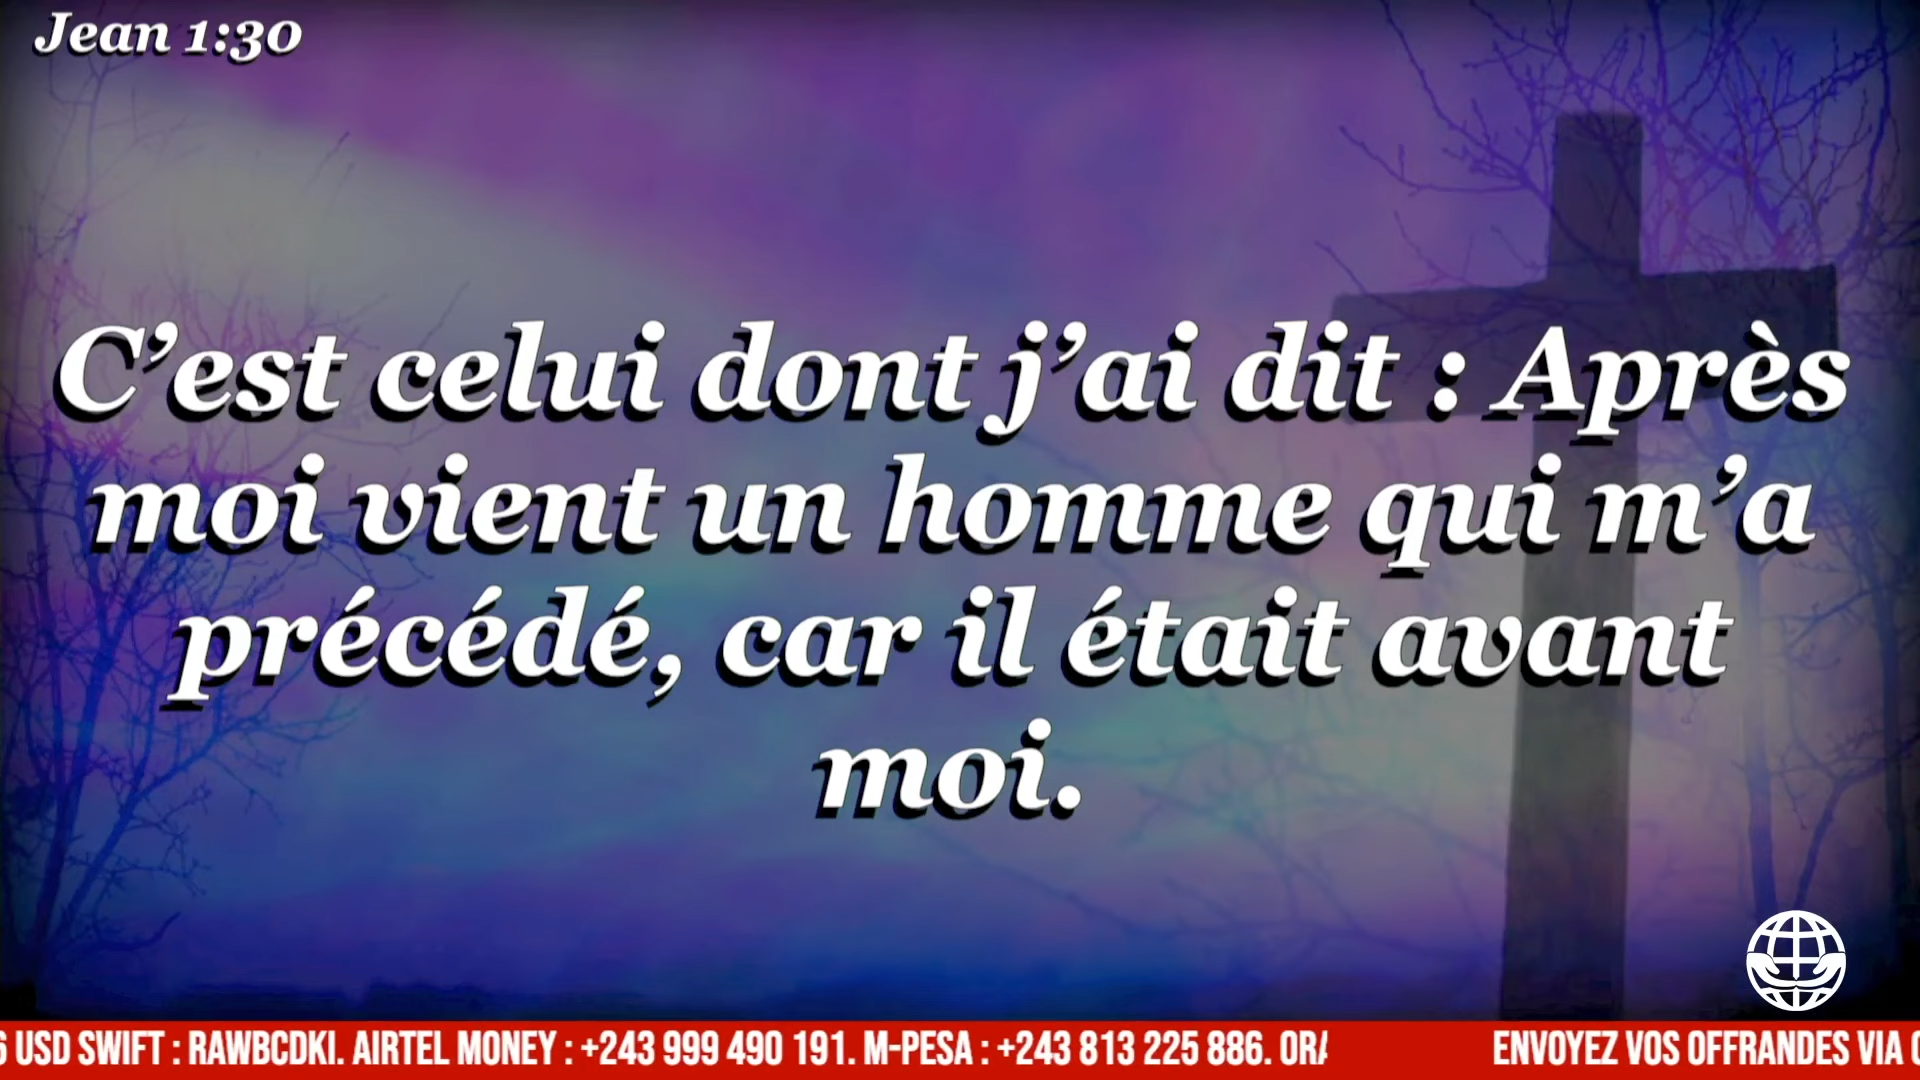 Jean 1:30
C’est celui dont j’ai dit : Après
moi vient un homme qui m’a
précédé, car il était avant
moi.
6 USD SWIFT : RAWBCDKI. AIRTEL MONEY : +243 999 490 191. M-PESA : +243 813 225 886. ORA ENVOYEZ VOS OFFRANDES VIA